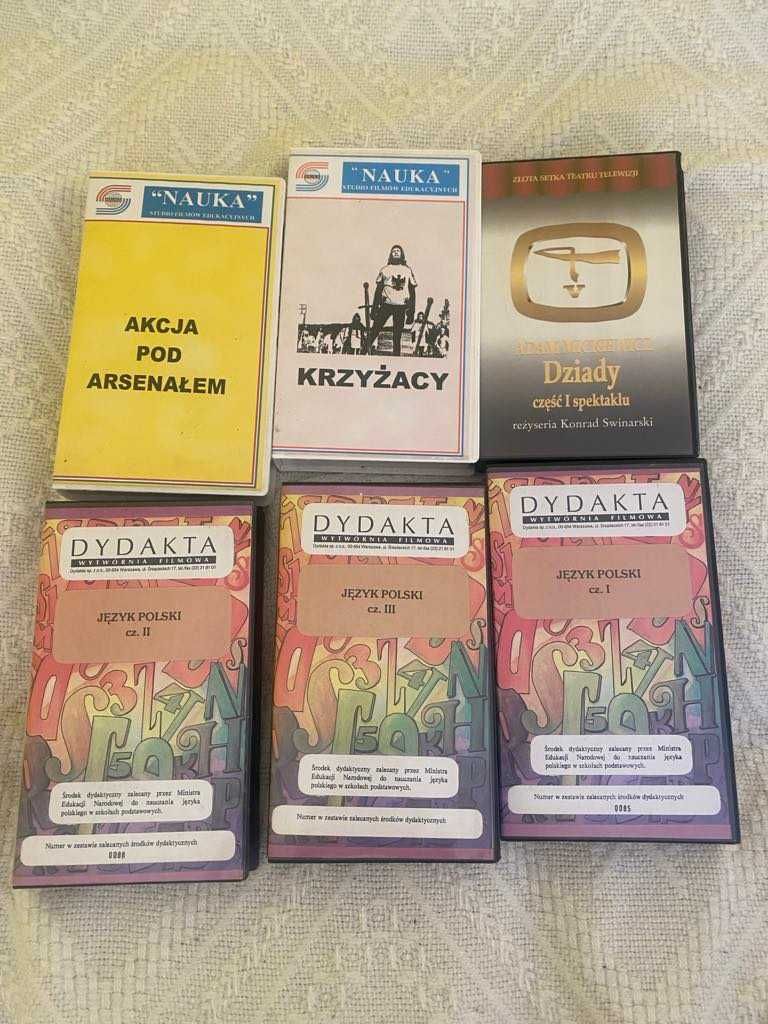 "NAUKA"
STUDIO FILMÓW EDUKACYJNYCH
AKCJA
POD
ARSENAŁEM
"NAUKA"
STUDIO FILMÓW EDUKACYJNYCH
KRZYŻACY
ZŁOTA SETKA TEATRU TELEWIZJI
ADAM MICKIEWICZ
Dziady
część I spektaklu
reżyseria Konrad Swinarski
DYDAKTA
WYTWÓRNIA FILMOWA
JĘZYK POLSKI
cz. II
Środek dydaktyczny zalecany przez Ministra
Edukacji Narodowej do nauczania języka
polskiego w szkołach podstawowych.
Numer w zestawie zalecanych środków dydaktycznych
DYDAKTA
WYTWÓRNIA FILMOWA
JĘZYK POLSKI
cz. III
Środek dydaktyczny zalecany przez Ministra
Edukacji Narodowej do nauczania języka
polskiego w szkołach podstawowych.
Numer w zestawie zalecanych środków dydaktycznych
DYDAKTA
WYTWÓRNIA FILMOWA
JĘZYK POLSKI
cz. I
Środek dydaktyczny zalecany przez Ministra
Edukacji Narodowej do nauczania języka
polskiego w szkołach podstawowych.
Numer w zestawie zalecanych środków dydaktycznych